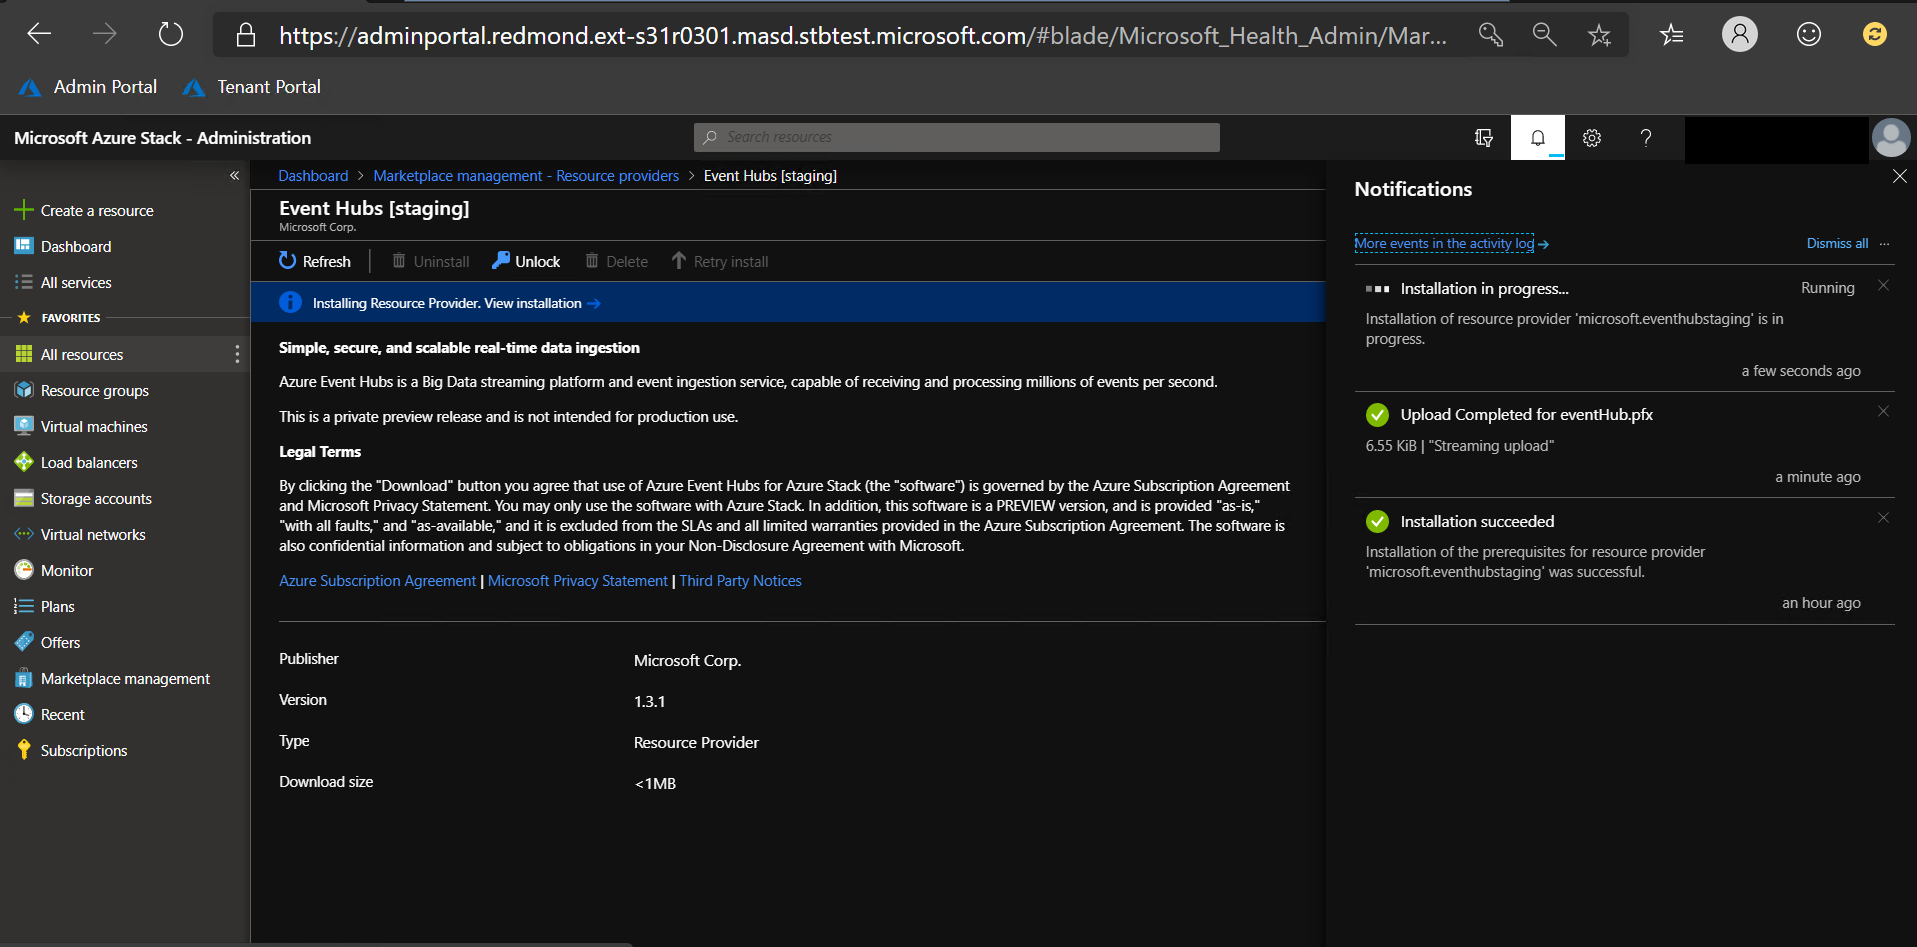 https://adminportal.redmond.ext-s31r0301.masd.stbtest.microsoft.com/#blade/Microsoft_Health_Admin/Mar...
Admin Portal
Tenant Portal
Microsoft Azure Stack - Administration
Search resources
?
«
Create a resource
Dashboard
All services
FAVORITES
All resources
Resource groups
Virtual machines
Load balancers
Storage accounts
Virtual networks
Monitor
Plans
Offers
Marketplace management
Recent
Subscriptions
Dashboard > Marketplace management - Resource providers > Event Hubs [staging]
Event Hubs [staging]
Microsoft Corp.
Refresh
Uninstall
Unlock
Delete
Retry install
Installing Resource Provider. View installation →
Simple, secure, and scalable real-time data ingestion
Azure Event Hubs is a Big Data streaming platform and event ingestion service, capable of receiving and processing millions of events per second.
This is a private preview release and is not intended for production use.
Legal Terms
By clicking the "Download" button you agree that use of Azure Event Hubs for Azure Stack (the "software") is governed by the Azure Subscription Agreement
and Microsoft Privacy Statement. You may only use the software with Azure Stack. In addition, this software is a PREVIEW version, and is provided "as-is,"
"with all faults," and "as-available," and it is excluded from the SLAs and all limited warranties provided in the Azure Subscription Agreement. The software is
also confidential information and subject to obligations in your Non-Disclosure Agreement with Microsoft.
Azure Subscription Agreement | Microsoft Privacy Statement | Third Party Notices
Publisher
Microsoft Corp.
Version
1.3.1
Type
Resource Provider
Download size
<1MB
Notifications
More events in the activity log →
Dismiss all ...
Installation in progress...
Running
Installation of resource provider 'microsoft.eventhubstaging' is in
progress.
a few seconds ago
Upload Completed for eventHub.pfx
6.55 KiB | "Streaming upload"
a minute ago
Installation succeeded
Installation of the prerequisites for resource provider
'microsoft.eventhubstaging' was successful.
an hour ago